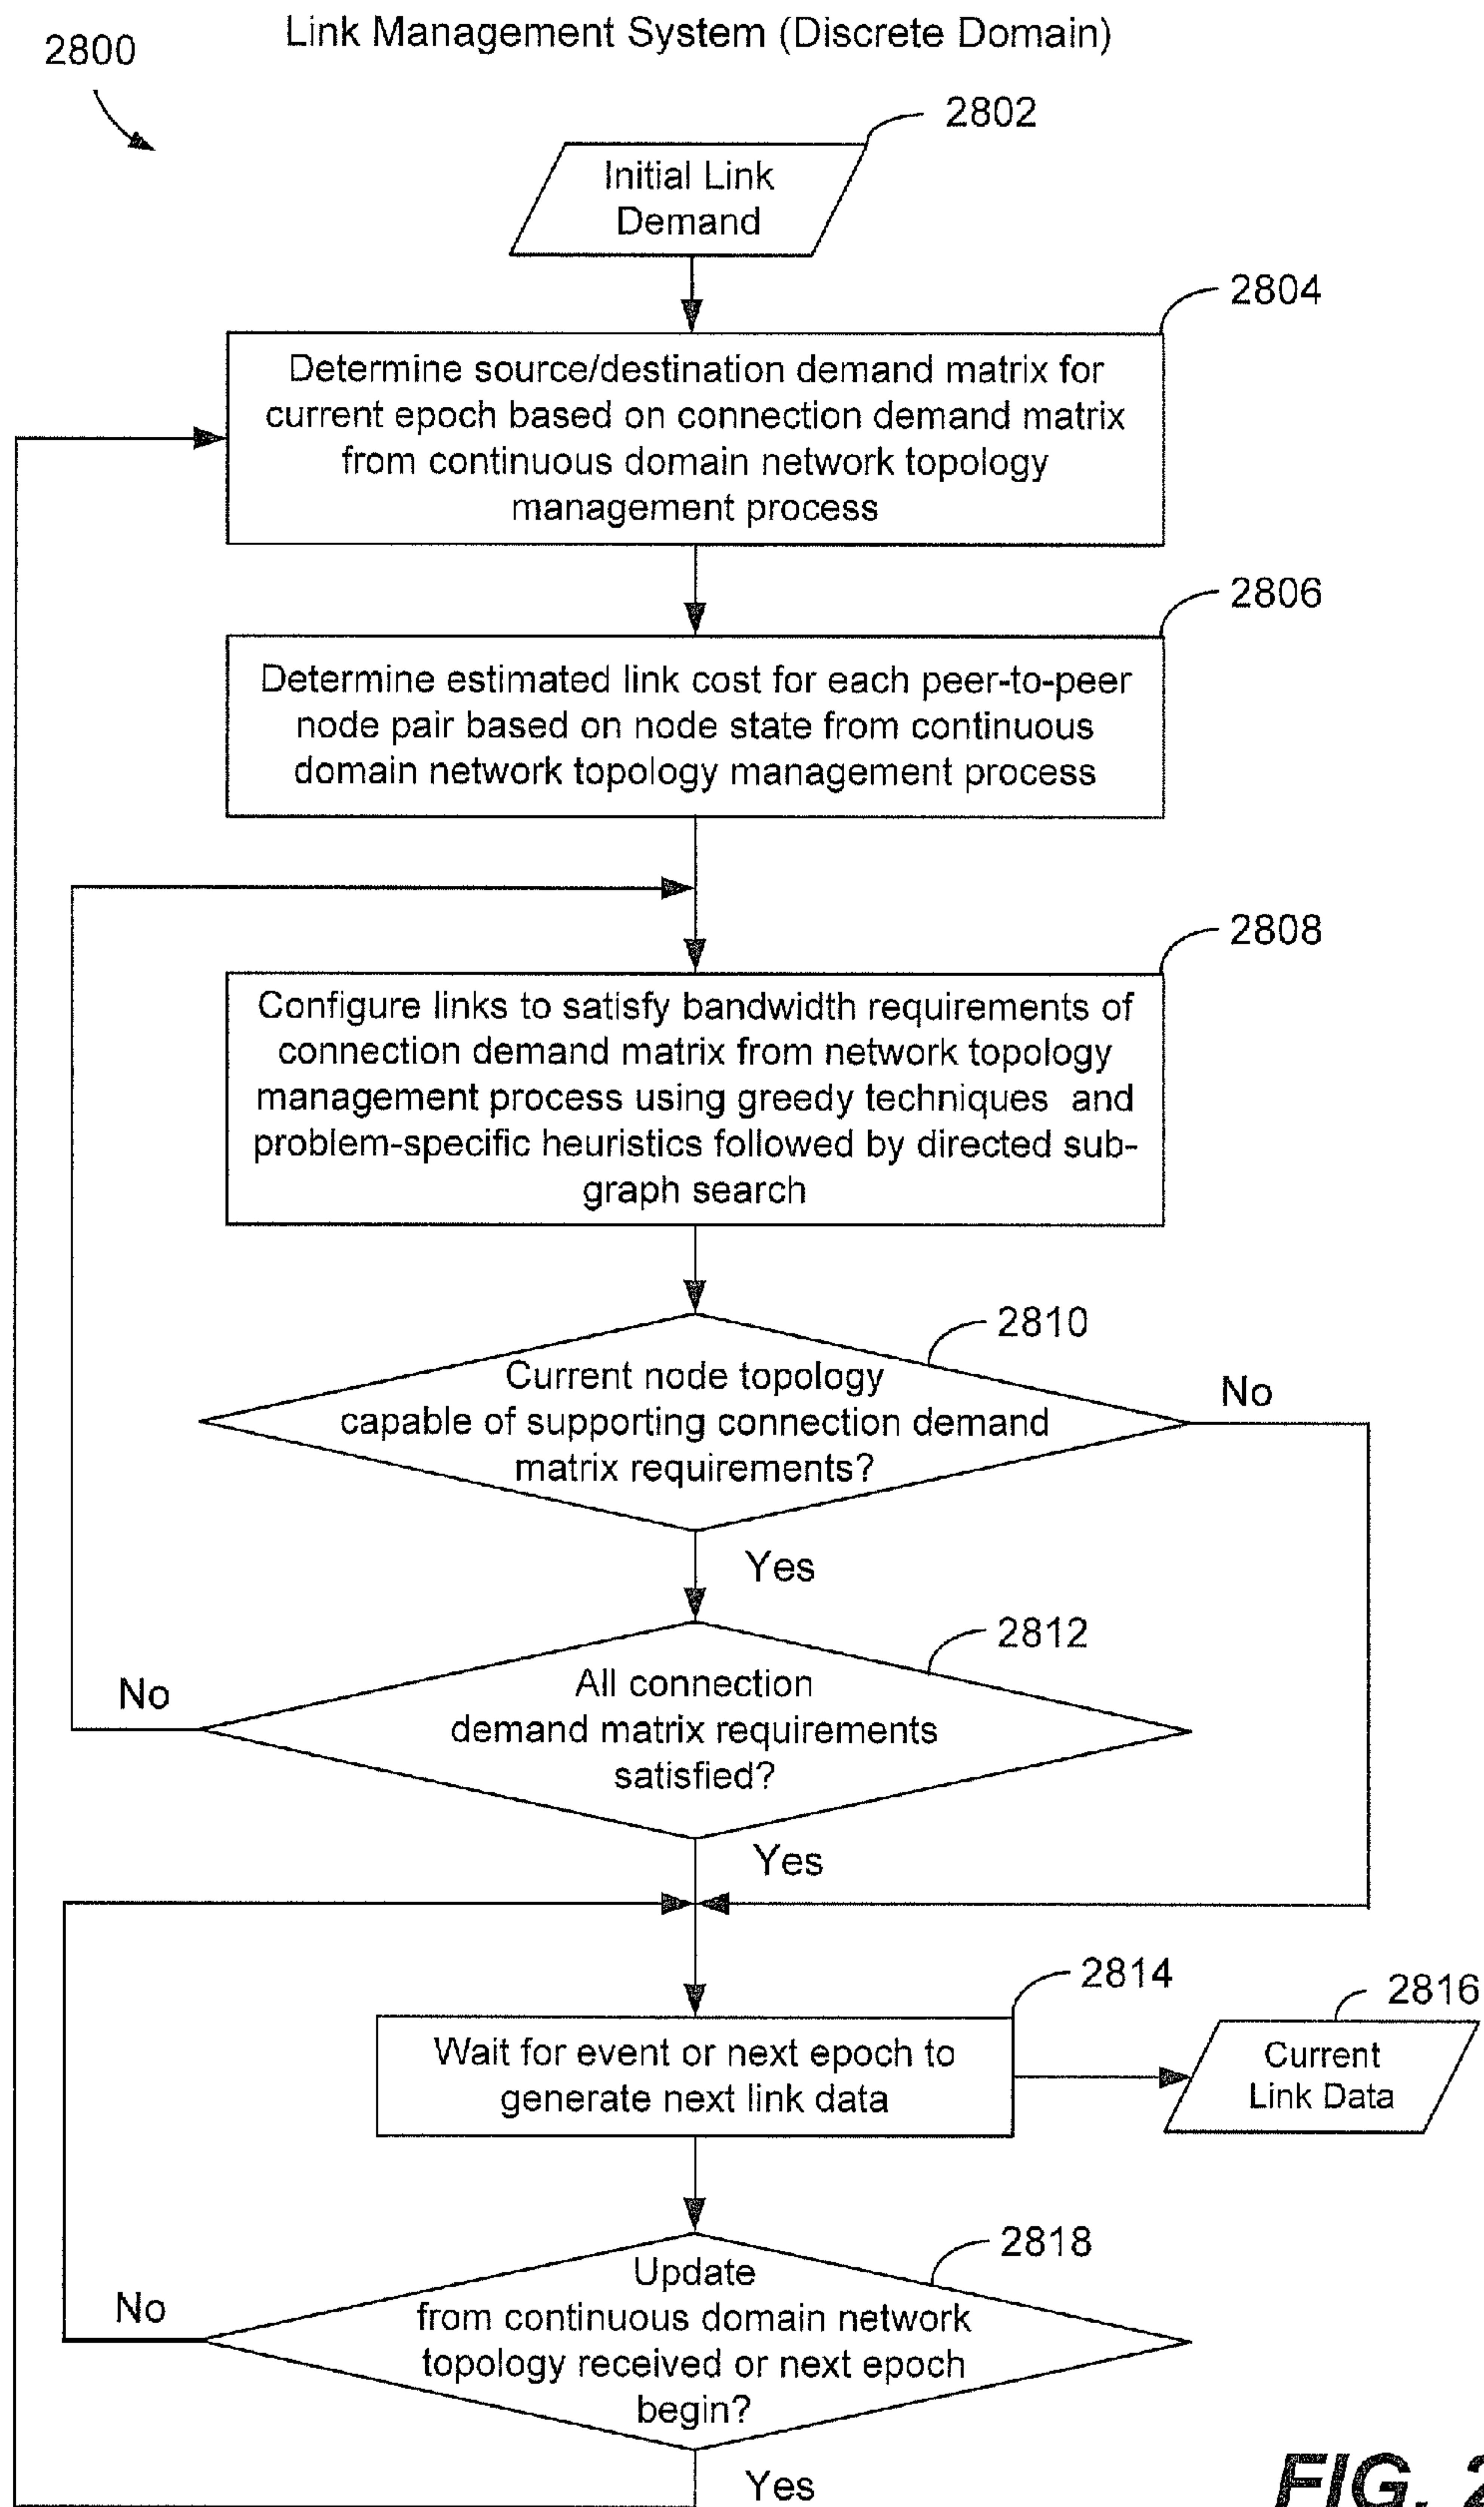 Link Management System (Discrete Domain)
2800
2802
Initial Link
Demand
2804
Determine source/destination demand matrix for
current epoch based on connection demand matrix
from continuous domain network topology
management process
2806
Determine estimated link cost for each peer-to-peer
node pair based on node state from continuous
domain network topology management process
2808
Configure links to satisfy bandwidth requirements of
connection demand matrix from network topology
management process using greedy techniques and
problem-specific heuristics followed by directed sub-
graph search
2810
Current node topology
capable of supporting connection demand
matrix requirements?
No
Yes
2812
All connection
demand matrix requirements
satisfied?
No
Yes
2814
Wait for event or next epoch to
generate next link data
2816
Current
Link Data
2818
Update
from continuous domain network
topology received or next epoch
begin?
No
Yes
FIG. 2